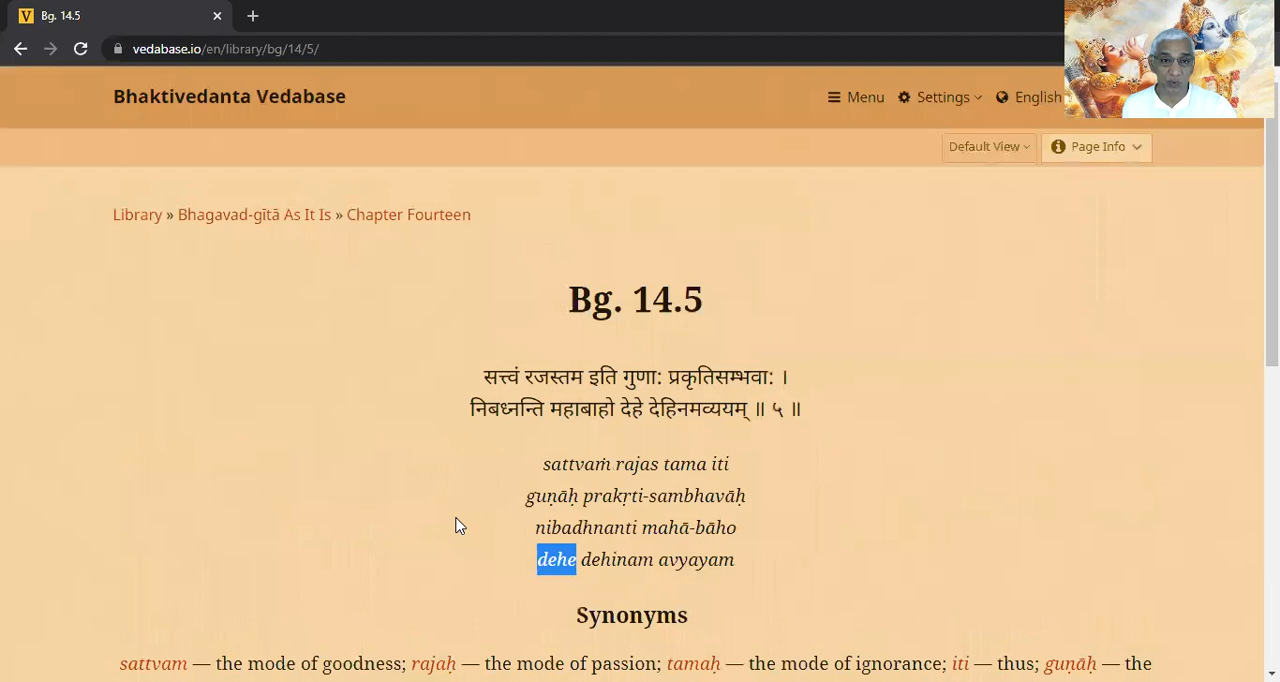 Bg. 14.5
vedabase.io/en/library/bg/14/5/
Bhaktivedanta Vedabase
Menu Settings English
Default View Page Info
Library » Bhagavad-gītā As It Is » Chapter Fourteen
Bg. 14.5
सत्त्वं रजस्तम इति गुणा: प्रकृतिसम्भवा: ।
निबध्नन्ति महाबाहो देहे देहिनमव्ययम् ॥ ५ ॥
sattvaṁ rajas tama iti
guṇāḥ prakṛti-sambhavāḥ
nibadhnanti mahā-bāho
dehe dehinam avyayam
Synonyms
sattvam — the mode of goodness; rajaḥ — the mode of passion; tamaḥ — the mode of ignorance; iti — thus; guṇāḥ — the